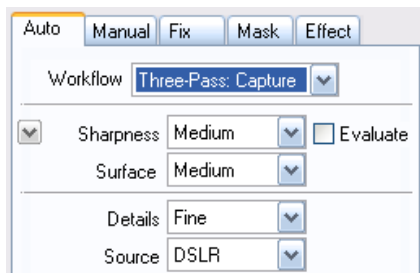 Auto Manual Fix Mask Effect
Workflow Three-Pass: Capture
Sharpness Medium Evaluate
Surface Medium
Details Fine
Source DSLR